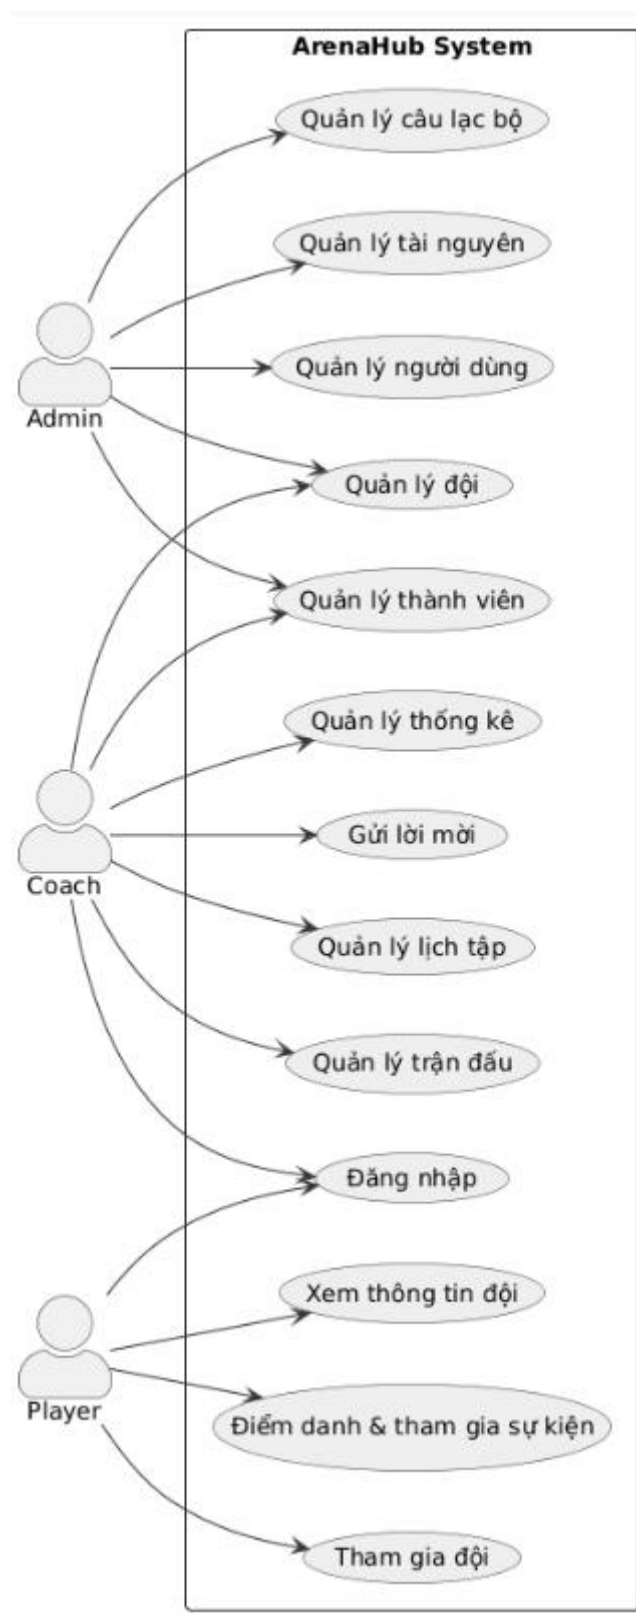 ArenaHub System
Quản lý câu lạc bộ
Quản lý tài nguyên
Quản lý người dùng
Admin
Quản lý đội
Quản lý thành viên
Quản lý thống kê
Gửi lời mời
Coach
Quản lý lịch tập
Quản lý trận đấu
Đăng nhập
Xem thông tin đội
Player
Điểm danh & tham gia sự kiện
Tham gia đội